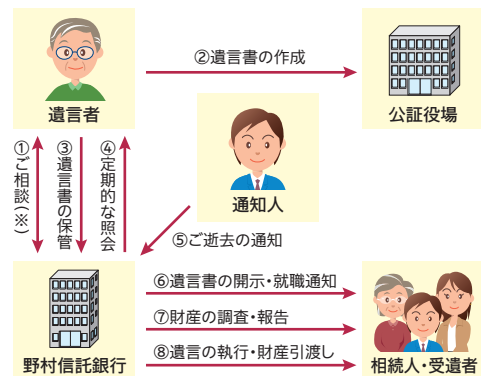 ②遺言書の作成
遺言者
公証役場
①ご相談(※)
③遺言書の保管
④定期的な照会
通知人
⑤ご逝去の通知
⑥遺言書の開示・就職通知
⑦財産の調査・報告
⑧遺言の執行・財産引渡し
野村信託銀行
相続人・受遺者